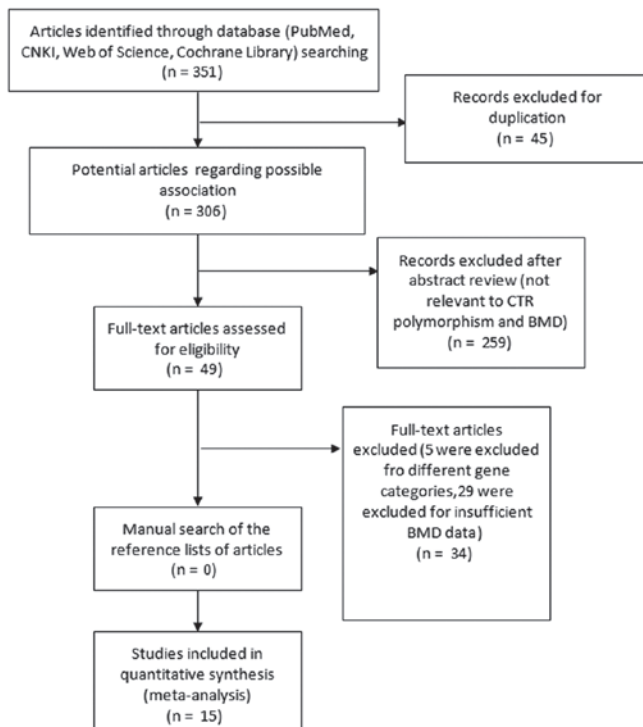 Articles identified through database (PubMed,
CNKI, Web of Science, Cochrane Library) searching
(n = 351)
Records excluded for
duplication
(n = 45)
Potential articles regarding possible
association
(n = 306)
Records excluded after
abstract review (not
relevant to CTR
polymorphism and BMD)
(n = 259)
Full-text articles assessed
for eligibility
(n = 49)
Full-text articles
excluded (5 were excluded
fro different gene
categories,29 were
excluded for insufficient
BMD data)
(n = 34)
Manual search of the
reference lists of articles
(n = 0)
Studies included in
quantitative synthesis
(meta-analysis)
(n = 15)